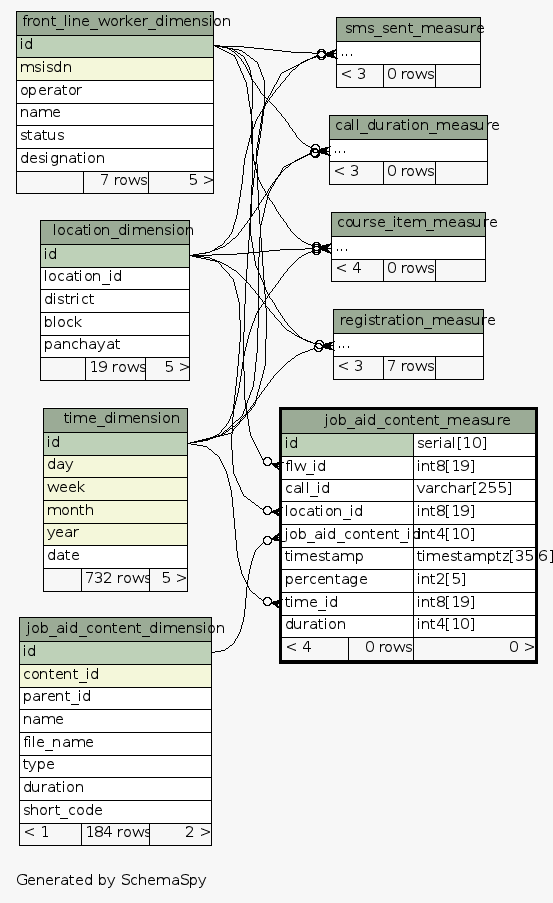 front_line_worker_dimension
id
msisdn
operator
name
status
designation
7 rows 5 >
sms_sent_measure
...
< 3 0 rows
call_duration_measure
...
< 3 0 rows
location_dimension
id
location_id
district
block
panchayat
19 rows 5 >
course_item_measure
...
< 4 0 rows
registration_measure
...
< 3 7 rows
time_dimension
id
day
week
month
year
date
732 rows 5 >
job_aid_content_measure
id serial[10]
flw_id int8[19]
call_id varchar[255]
location_id int8[19]
job_aid_content_id int4[10]
timestamp timestamptz[35,6]
percentage int2[5]
time_id int8[19]
duration int4[10]
< 4 0 rows 0 >
job_aid_content_dimension
id
content_id
parent_id
name
file_name
type
duration
short_code
< 1 184 rows 2 >
Generated by SchemaSpy